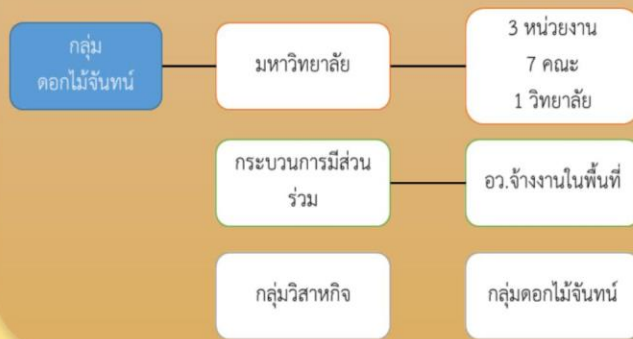 กลุ่ม
ดอกไม้จันทน์
มหาวิทยาลัย
3 หน่วยงาน
7 คณะ
1 วิทยาลัย
กระบวนการมีส่วน
ร่วม
อว.จ้างงานในพื้นที่
กลุ่มวิสาหกิจ
กลุ่มดอกไม้จันทน์